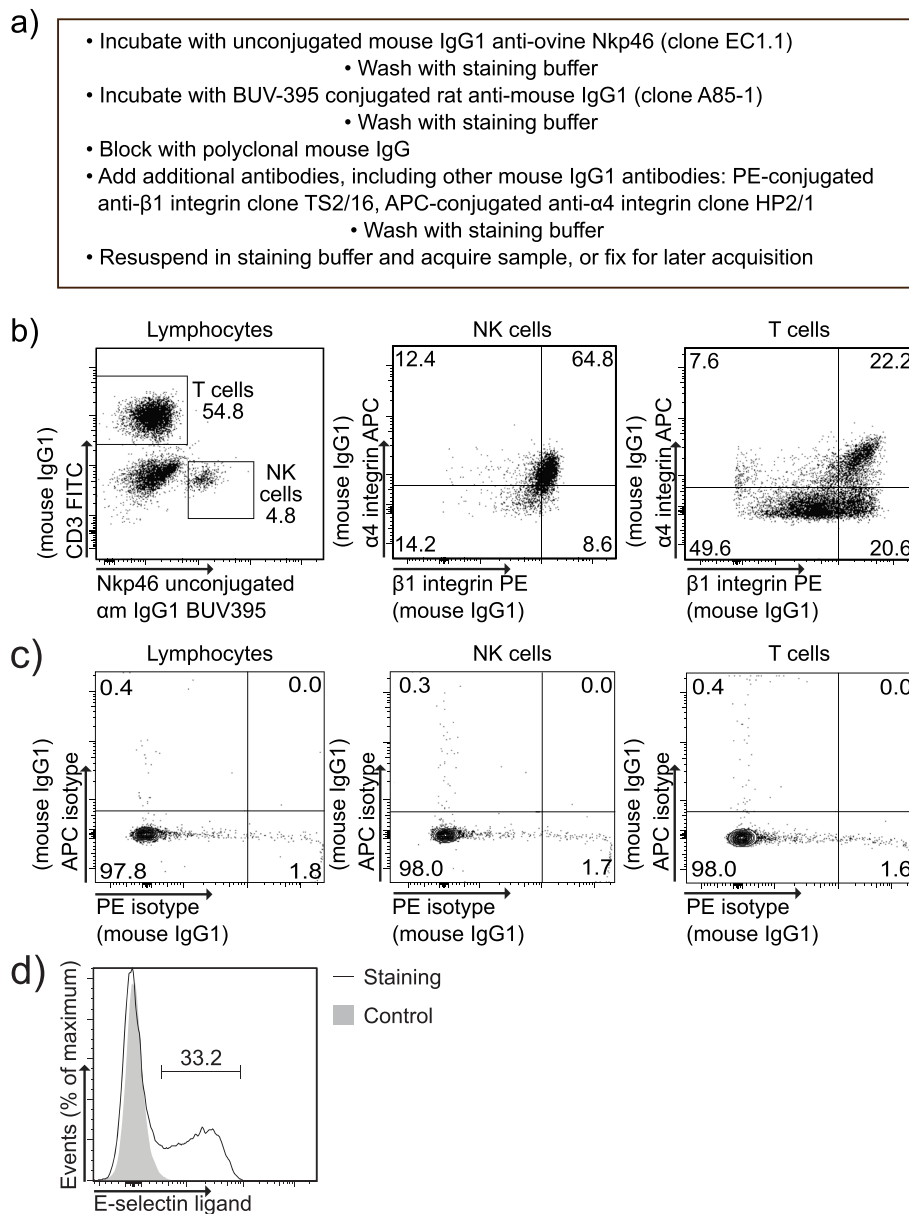 a)
• Incubate with unconjugated mouse IgG1 anti-ovine Nkp46 (clone EC1.1)
• Wash with staining buffer
• Incubate with BUV-395 conjugated rat anti-mouse IgG1 (clone A85-1)
• Wash with staining buffer
• Block with polyclonal mouse IgG
• Add additional antibodies, including other mouse IgG1 antibodies: PE-conjugated
anti-β1 integrin clone TS2/16, APC-conjugated anti-α4 integrin clone HP2/1
• Wash with staining buffer
• Resuspend in staining buffer and acquire sample, or fix for later acquisition
b)
Lymphocytes
T cells
54.8
NK
cells
4.8
(mouse IgG1)
CD3 FITC
Nkp46 unconjugated
αm IgG1 BUV395
NK cells
12.4
64.8
14.2
8.6
(mouse IgG1)
α4 integrin APC
β1 integrin PE
(mouse IgG1)
T cells
7.6
22.2
49.6
20.6
(mouse IgG1)
α4 integrin APC
β1 integrin PE
(mouse IgG1)
c)
Lymphocytes
0.4
0.0
97.8
1.8
(mouse IgG1)
APC isotype
PE isotype
(mouse IgG1)
NK cells
0.3
0.0
98.0
1.7
(mouse IgG1)
APC isotype
PE isotype
(mouse IgG1)
T cells
0.4
0.0
98.0
1.6
(mouse IgG1)
APC isotype
PE isotype
(mouse IgG1)
d)
Events (% of maximum)
33.2
E-selectin ligand
Staining
Control